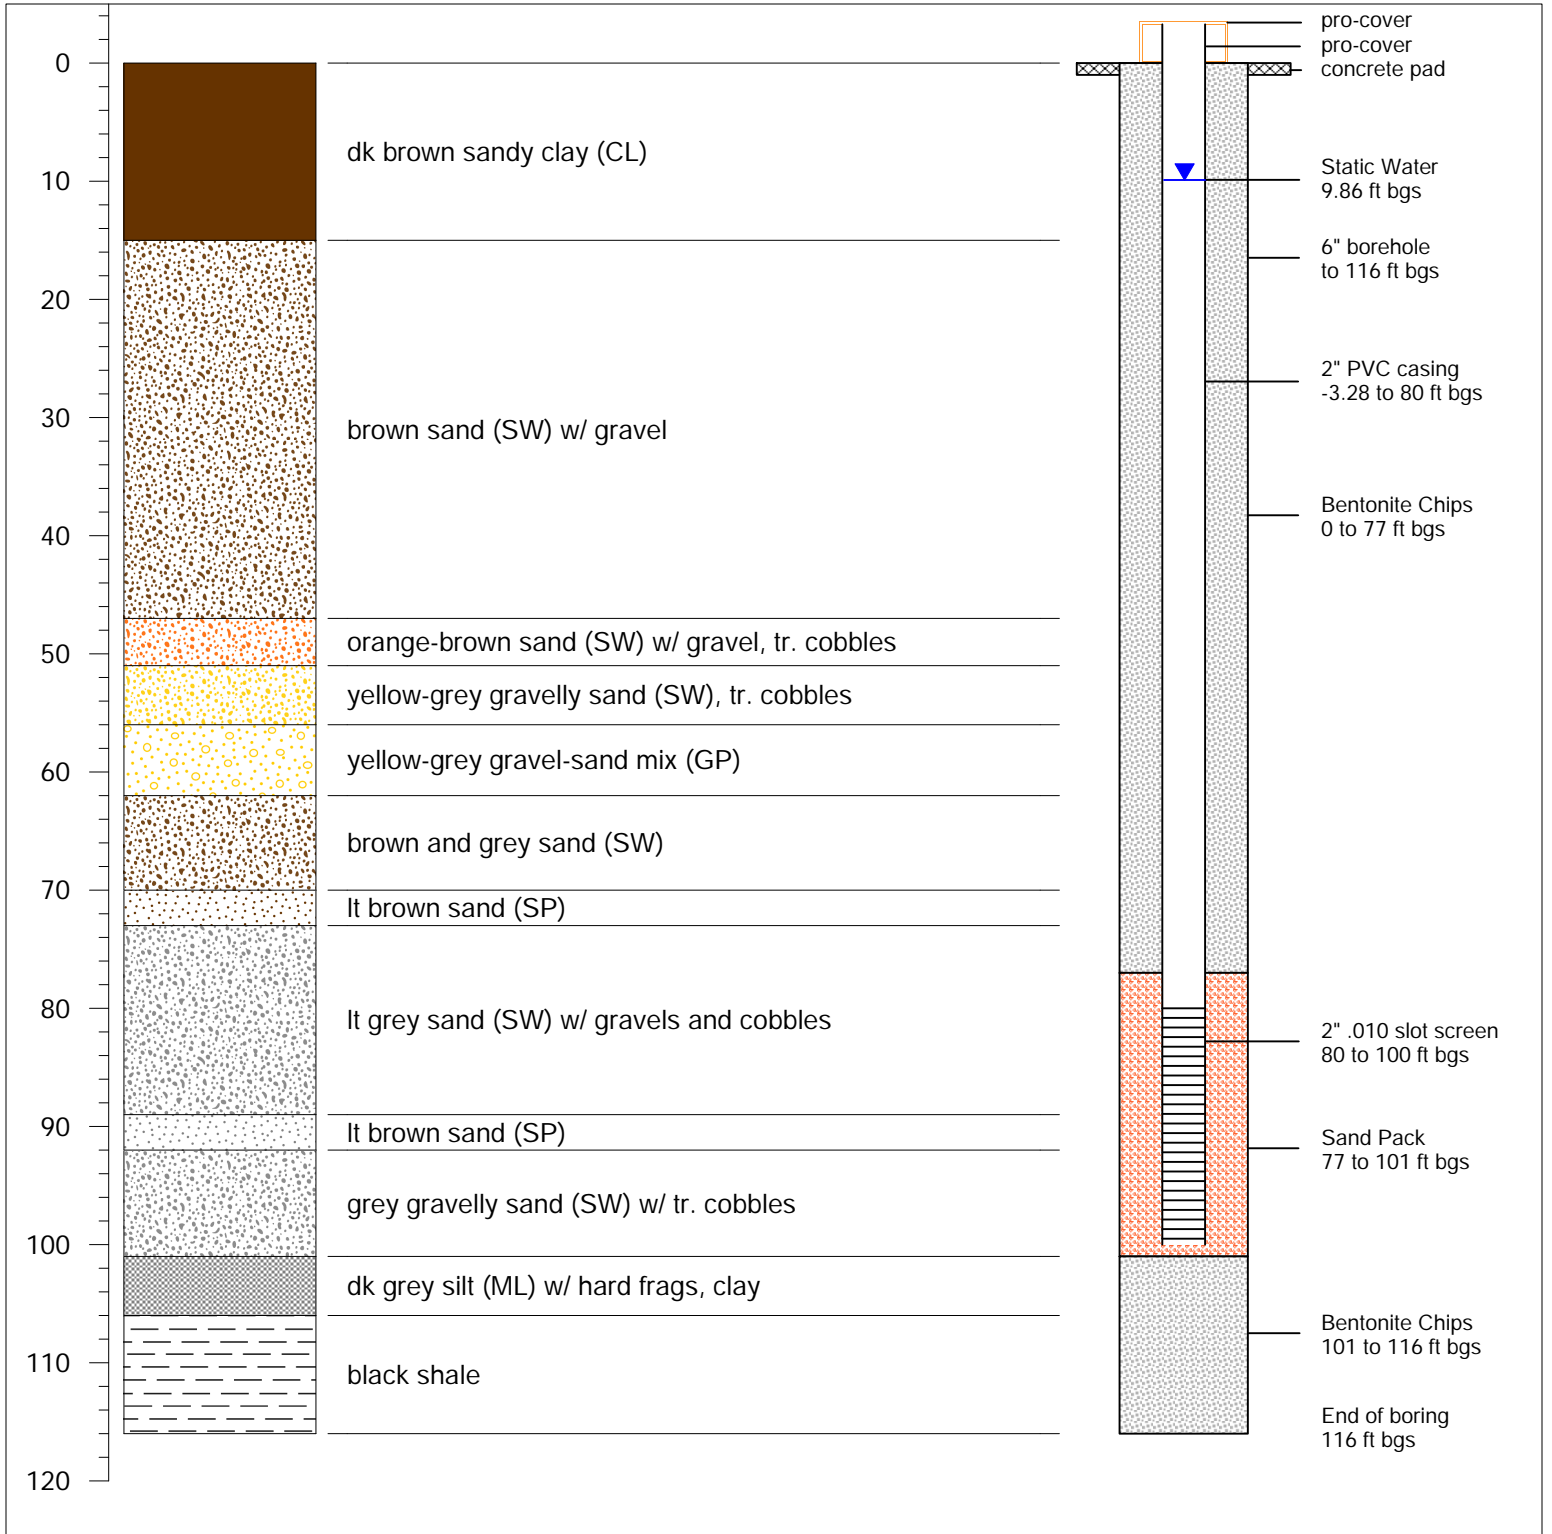 pro-cover
pro-cover
concrete pad
0
dk brown sandy clay (CL)
Static Water
9.86 ft bgs
10
6" borehole
to 116 ft bgs
20
2" PVC casing
-3.28 to 80 ft bgs
30
brown sand (SW) w/ gravel
Bentonite Chips
0 to 77 ft bgs
40
orange-brown sand (SW) w/ gravel, tr. cobbles
50
yellow-grey gravelly sand (SW), tr. cobbles
yellow-grey gravel-sand mix (GP)
60
brown and grey sand (SW)
70
lt brown sand (SP)
80
lt grey sand (SW) w/ gravels and cobbles
2" .010 slot screen
80 to 100 ft bgs
90
lt brown sand (SP)
Sand Pack
77 to 101 ft bgs
grey gravelly sand (SW) w/ tr. cobbles
100
dk grey silt (ML) w/ hard frags, clay
Bentonite Chips
101 to 116 ft bgs
110
black shale
End of boring
116 ft bgs
120